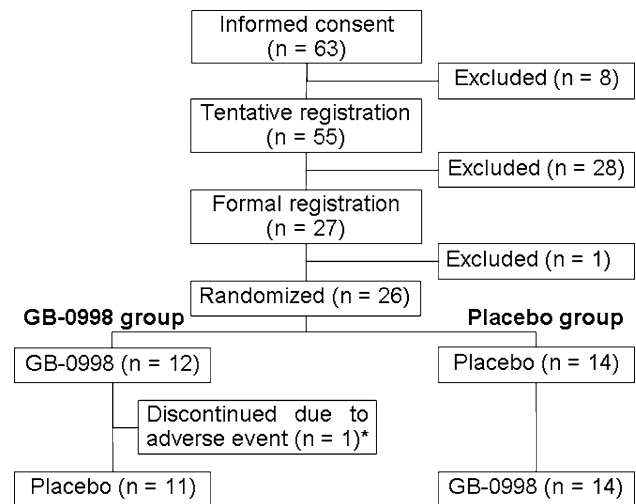 Informed consent
(n = 63)
Excluded (n = 8)
Tentative registration
(n = 55)
Excluded (n = 28)
Formal registration
(n = 27)
Excluded (n = 1)
Randomized (n = 26)
GB-0998 group
Placebo group
GB-0998 (n = 12)
Placebo (n = 14)
Discontinued due to
adverse event (n = 1)*
Placebo (n = 11)
GB-0998 (n = 14)